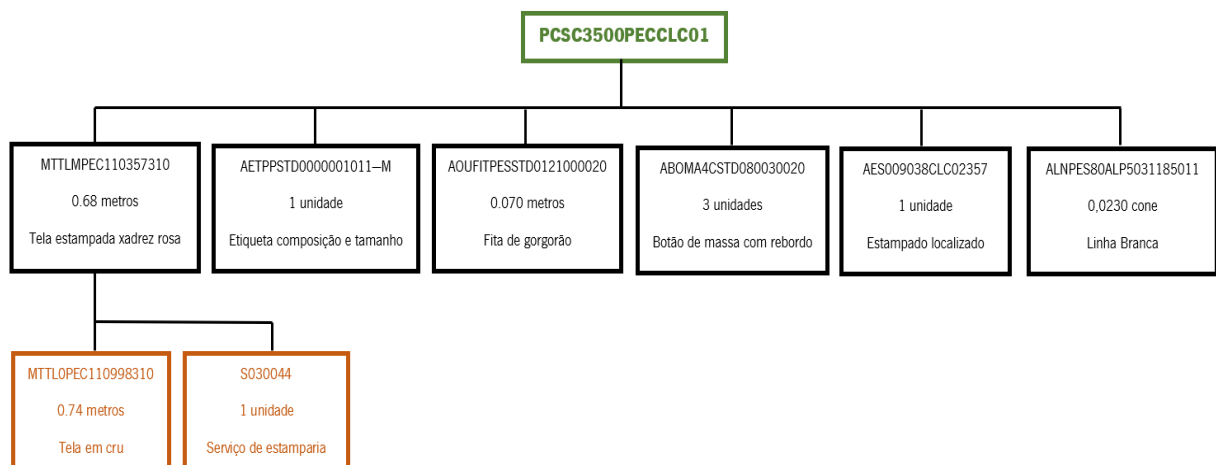 PCSC3500PECCLC01
MTTLMPEC110357310
0.68 metros
Tela estampada xadrez rosa
AETPPSTD0000001011–M
1 unidade
Etiqueta composição e tamanho
AOUFITPESSTD0121000020
0.070 metros
Fita de gorgorão
ABOMA4CSTD080030020
3 unidades
Botão de massa com rebordo
AES009038CLC02357
1 unidade
Estampado localizado
ALNPES80ALP5031185011
0,0230 cone
Linha Branca
MTTL0PEC110998310
0.74 metros
Tela em cru
S030044
1 unidade
Serviço de estamparia